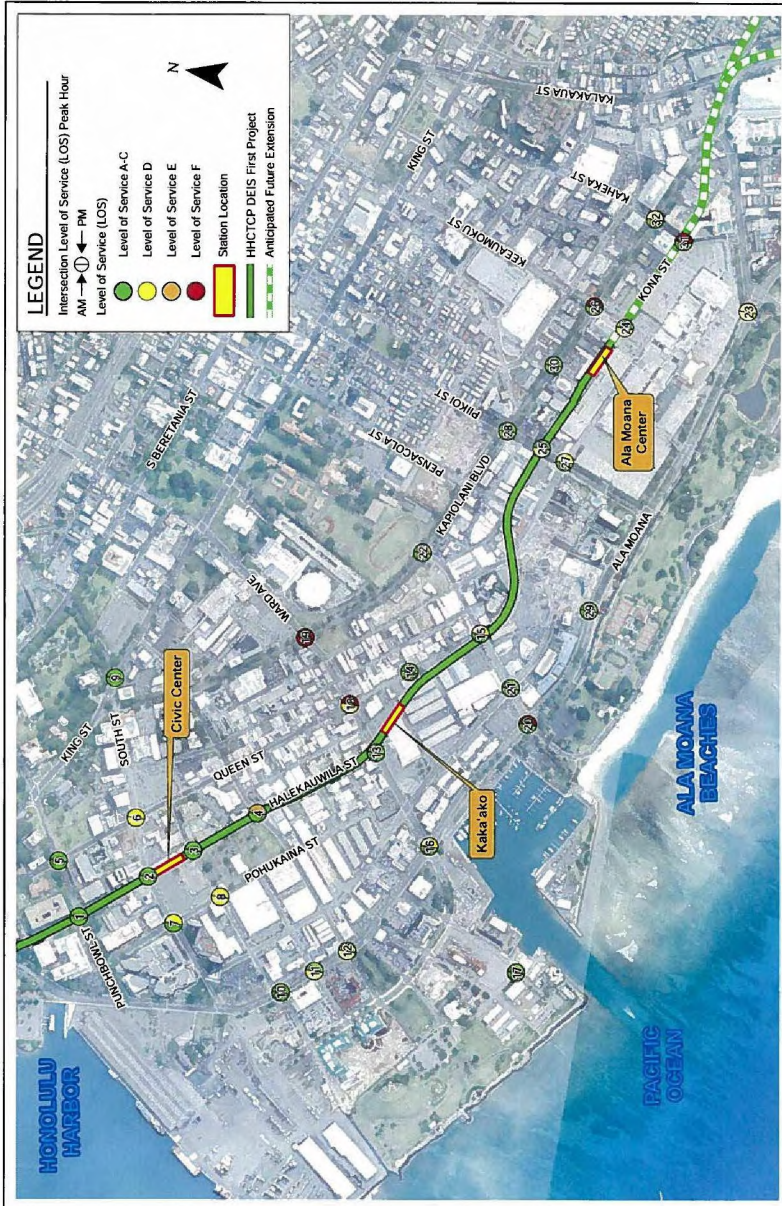 LEGEND
Intersection Level of Service (LOS) Peak Hour
AM PM
Level of Service (LOS)
Level of Service A-C
Level of Service D
Level of Service E
Level of Service F
Station Location
HHCTCP DEIS First Project
Anticipated Future Extension
N
HONOLULU
HARBOR
PUNCHBOWL ST
KING ST
SOUTH ST
Civic Center
QUEEN ST
HALEKAUWILA ST
POHUKAINA ST
S BERETANIA ST
WARD AVE
Kaka'ako
PENSACOLA ST
PIIKOI ST
KAPIOLANI BLVD
KEEAUMOKU ST
KING ST
KAHEKA ST
KALAKAUA ST
KONA ST
Ala Moana
Center
ALA MOANA
ALA MOANA
BEACHES
PACIFIC
OCEAN
1
2
3
4
5
6
7
8
9
10
11
12
13
14
15
16
17
19
20
21
22
23
24
25
27
28
29
30
31
32